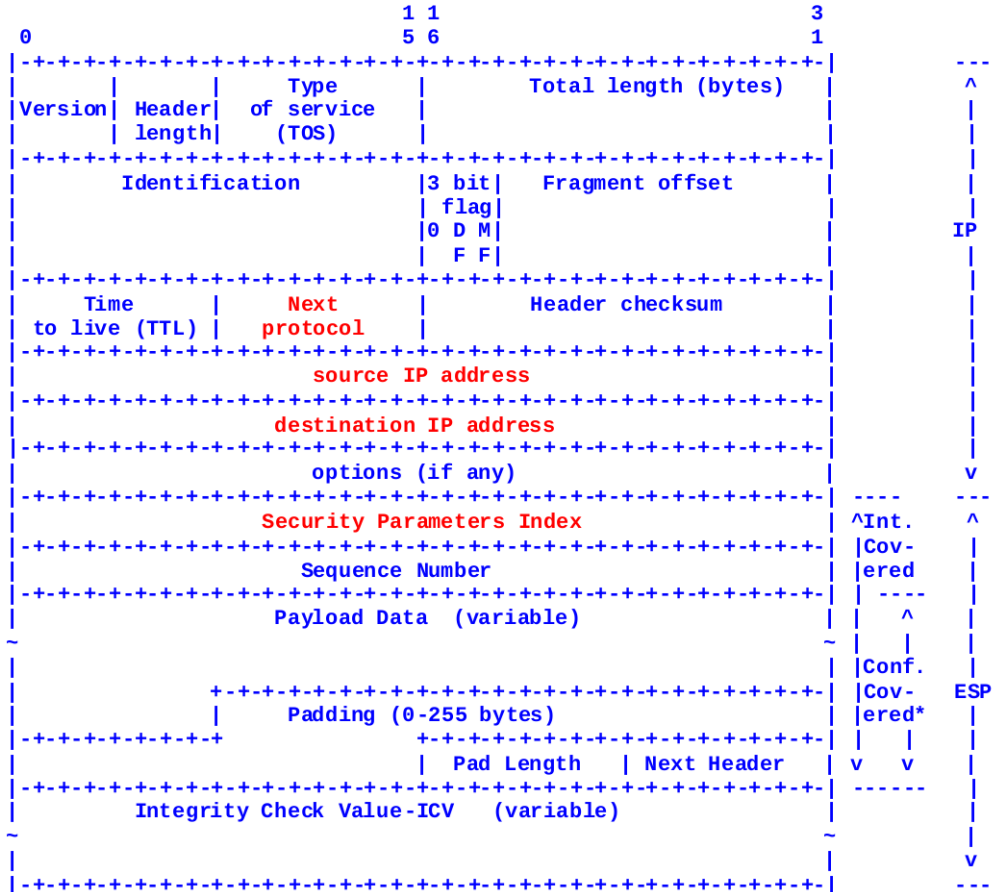 1 1                             3
 0                             5 6                             1
|-+-+-+-+-+-+-+-+-+-+-+-+-+-+-+-+-+-+-+-+-+-+-+-+-+-+-+-+-+-+-+-|         ---
|       |       |     Type      |        Total length (bytes)   |          ^
|Version| Header|  of service   |                               |          |
|       | length|    (TOS)      |                               |          |
|-+-+-+-+-+-+-+-+-+-+-+-+-+-+-+-+-+-+-+-+-+-+-+-+-+-+-+-+-+-+-+-|          |
|        Identification         |3 bit|   Fragment offset       |          |
|                               | flag|                         |          |
|                               |0 D M|                         |         IP
|                               |  F F|                         |          |
|-+-+-+-+-+-+-+-+-+-+-+-+-+-+-+-+-+-+-+-+-+-+-+-+-+-+-+-+-+-+-+-|          |
|     Time      |     Next      |        Header checksum        |          |
| to live (TTL) |   protocol    |                               |          |
|-+-+-+-+-+-+-+-+-+-+-+-+-+-+-+-+-+-+-+-+-+-+-+-+-+-+-+-+-+-+-+-|          |
|                       source IP address                       |          |
|-+-+-+-+-+-+-+-+-+-+-+-+-+-+-+-+-+-+-+-+-+-+-+-+-+-+-+-+-+-+-+-|          |
|                    destination IP address                     |          |
|-+-+-+-+-+-+-+-+-+-+-+-+-+-+-+-+-+-+-+-+-+-+-+-+-+-+-+-+-+-+-+-|          |
|                       options (if any)                        |          v
|-+-+-+-+-+-+-+-+-+-+-+-+-+-+-+-+-+-+-+-+-+-+-+-+-+-+-+-+-+-+-+-| ----    ---
|                   Security Parameters Index                   | ^Int.    ^
|-+-+-+-+-+-+-+-+-+-+-+-+-+-+-+-+-+-+-+-+-+-+-+-+-+-+-+-+-+-+-+-| |Cov-    |
|                      Sequence Number                          | |ered    |
|-+-+-+-+-+-+-+-+-+-+-+-+-+-+-+-+-+-+-+-+-+-+-+-+-+-+-+-+-+-+-+-| | ----   |
|                    Payload Data  (variable)                   | |   ^    |
~                                                               ~ |   |    |
|                                                               | |Conf.   |
|               +-+-+-+-+-+-+-+-+-+-+-+-+-+-+-+-+-+-+-+-+-+-+-+-| |Cov-   ESP
|               |     Padding (0-255 bytes)                     | |ered*   |
|-+-+-+-+-+-+-+-+               +-+-+-+-+-+-+-+-+-+-+-+-+-+-+-+-| |   |    |
|                               |  Pad Length   | Next Header   | v   v    |
|-+-+-+-+-+-+-+-+-+-+-+-+-+-+-+-+-+-+-+-+-+-+-+-+-+-+-+-+-+-+-+-| ------   |
|         Integrity Check Value-ICV   (variable)                |          |
~                                                               ~          |
|                                                               |          v
|-+-+-+-+-+-+-+-+-+-+-+-+-+-+-+-+-+-+-+-+-+-+-+-+-+-+-+-+-+-+-+-|         ---